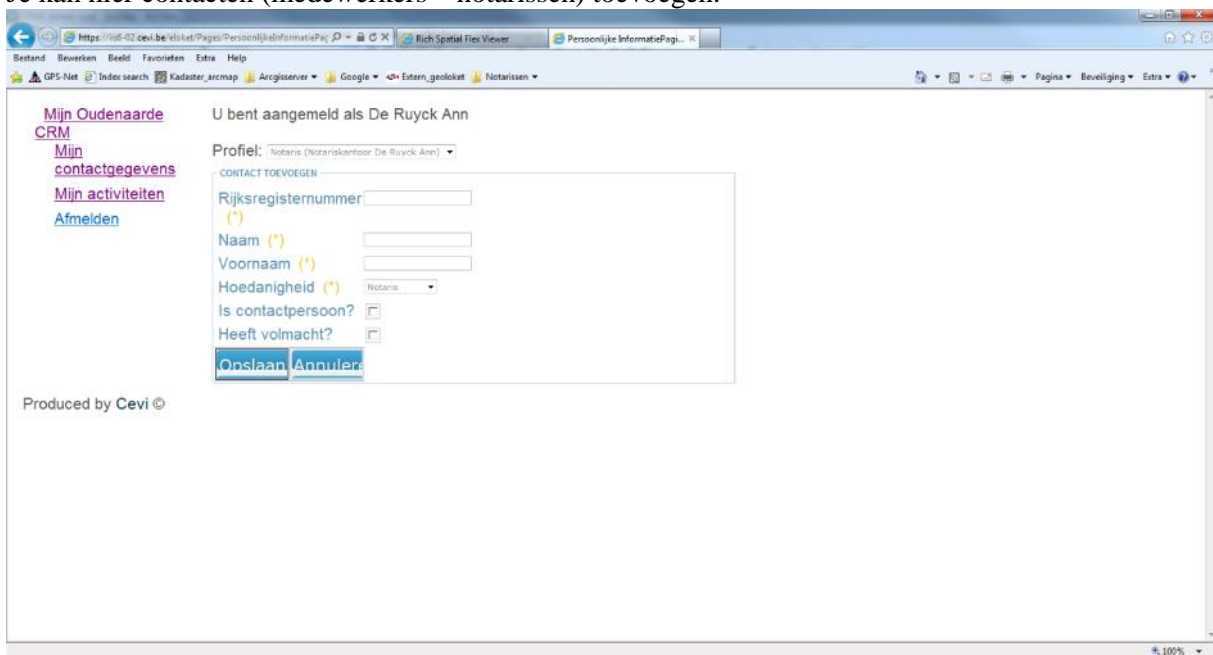 Je kan hier contacten (medewerkers – notarissen) toevoegen.
Rich Spatial Flex Viewer
Persoonlijke InformatiePagi...
Bestand Bewerken Beeld Favorieten Extra Help
GPS-Net Index search Kadaster_arcmap Arcgisserver Google Extern_geoloket Notarissen Pagina Beveiliging Extra
Mijn Oudenaarde
CRM
Mijn
contactgegevens
Mijn activiteiten
Afmelden
U bent aangemeld als De Ruyck Ann
Profiel: Notaris (Notariskantoor De Ruyck Ann)
CONTACT TOEVOEGEN
Rijksregisternummer
(*)
Naam (*)
Voornaam (*)
Hoedanigheid (*) Notaris
Is contactpersoon?
Heeft volmacht?
Opslaan Annulere
Produced by Cevi ©
100%